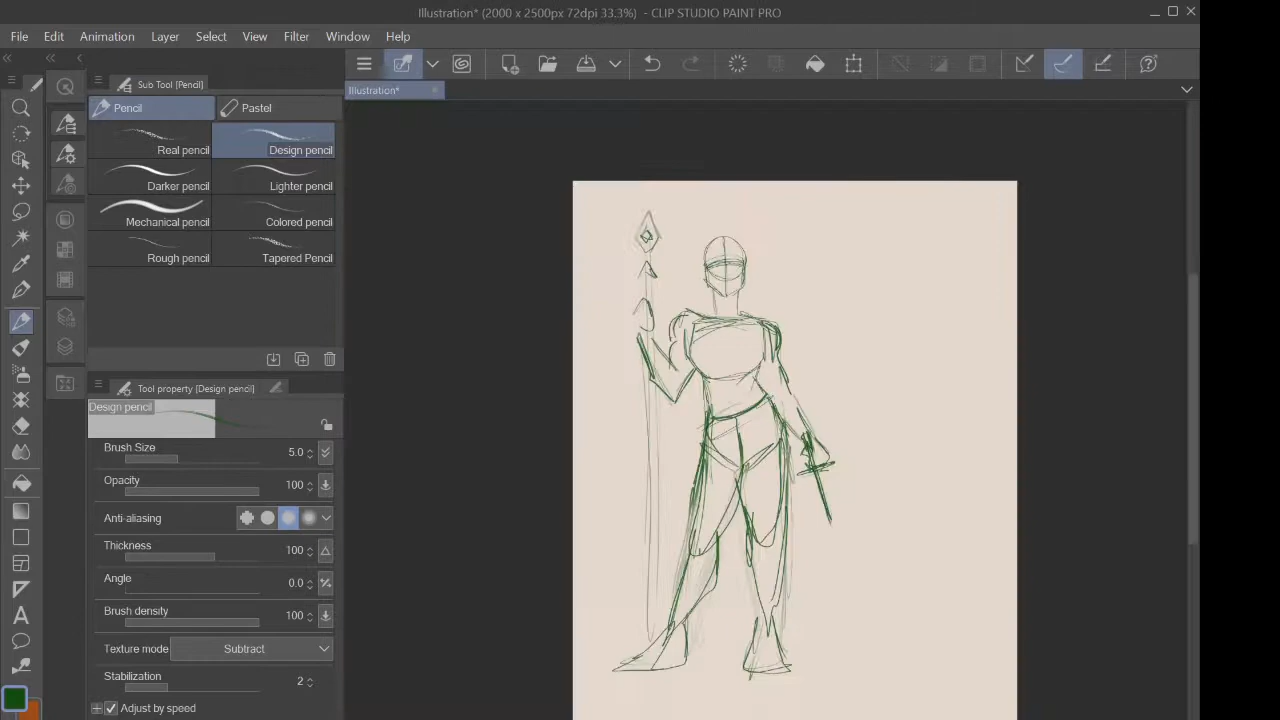 Illustration* (2000 x 2500px 72dpi 33.3%) - CLIP STUDIO PAINT PRO
File Edit Animation Layer Select View Filter Window Help
Sub Tool [Pencil]
Illustration*
Pencil Pastel
Real pencil Design pencil
Darker pencil Lighter pencil
Mechanical pencil Colored pencil
Rough pencil Tapered Pencil
Tool property [Design pencil]
Design pencil
Brush Size 5.0
Opacity 100
Anti-aliasing
Thickness 100
Angle 0.0
Brush density 100
Texture mode Subtract
Stabilization 2
Adjust by speed